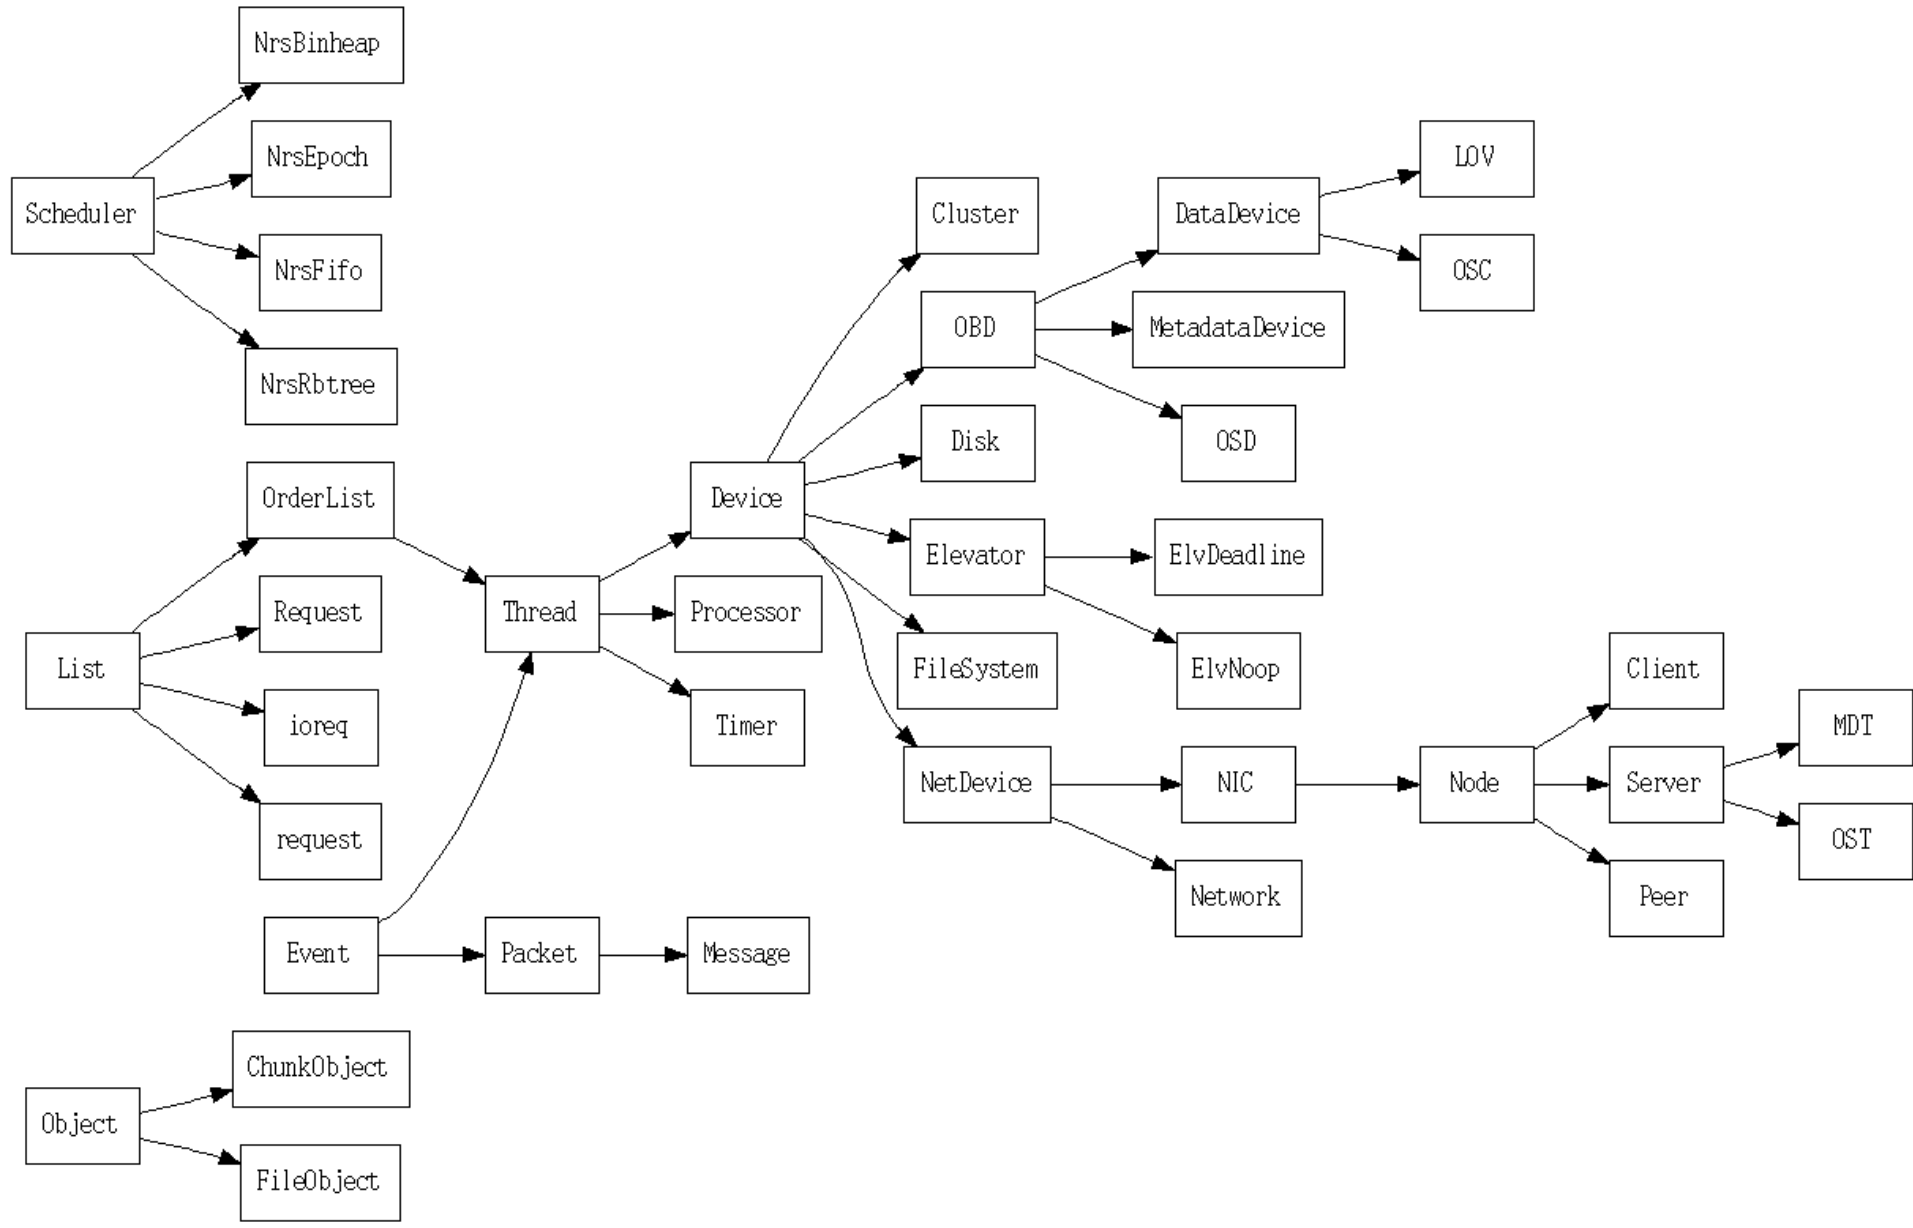 NrsBinheap
NrsEpoch
Scheduler
NrsFifo
NrsRbtree
OrderList
Request
List
ioreq
request
Event
Thread
Packet
Message
Device
Processor
Timer
Cluster
OBD
Disk
Elevator
FileSystem
NetDevice
DataDevice
MetadataDevice
OSD
ElvDeadline
ElvNoop
NIC
Network
LOV
OSC
Node
Client
Server
Peer
MDT
OST
Object
ChunkObject
FileObject